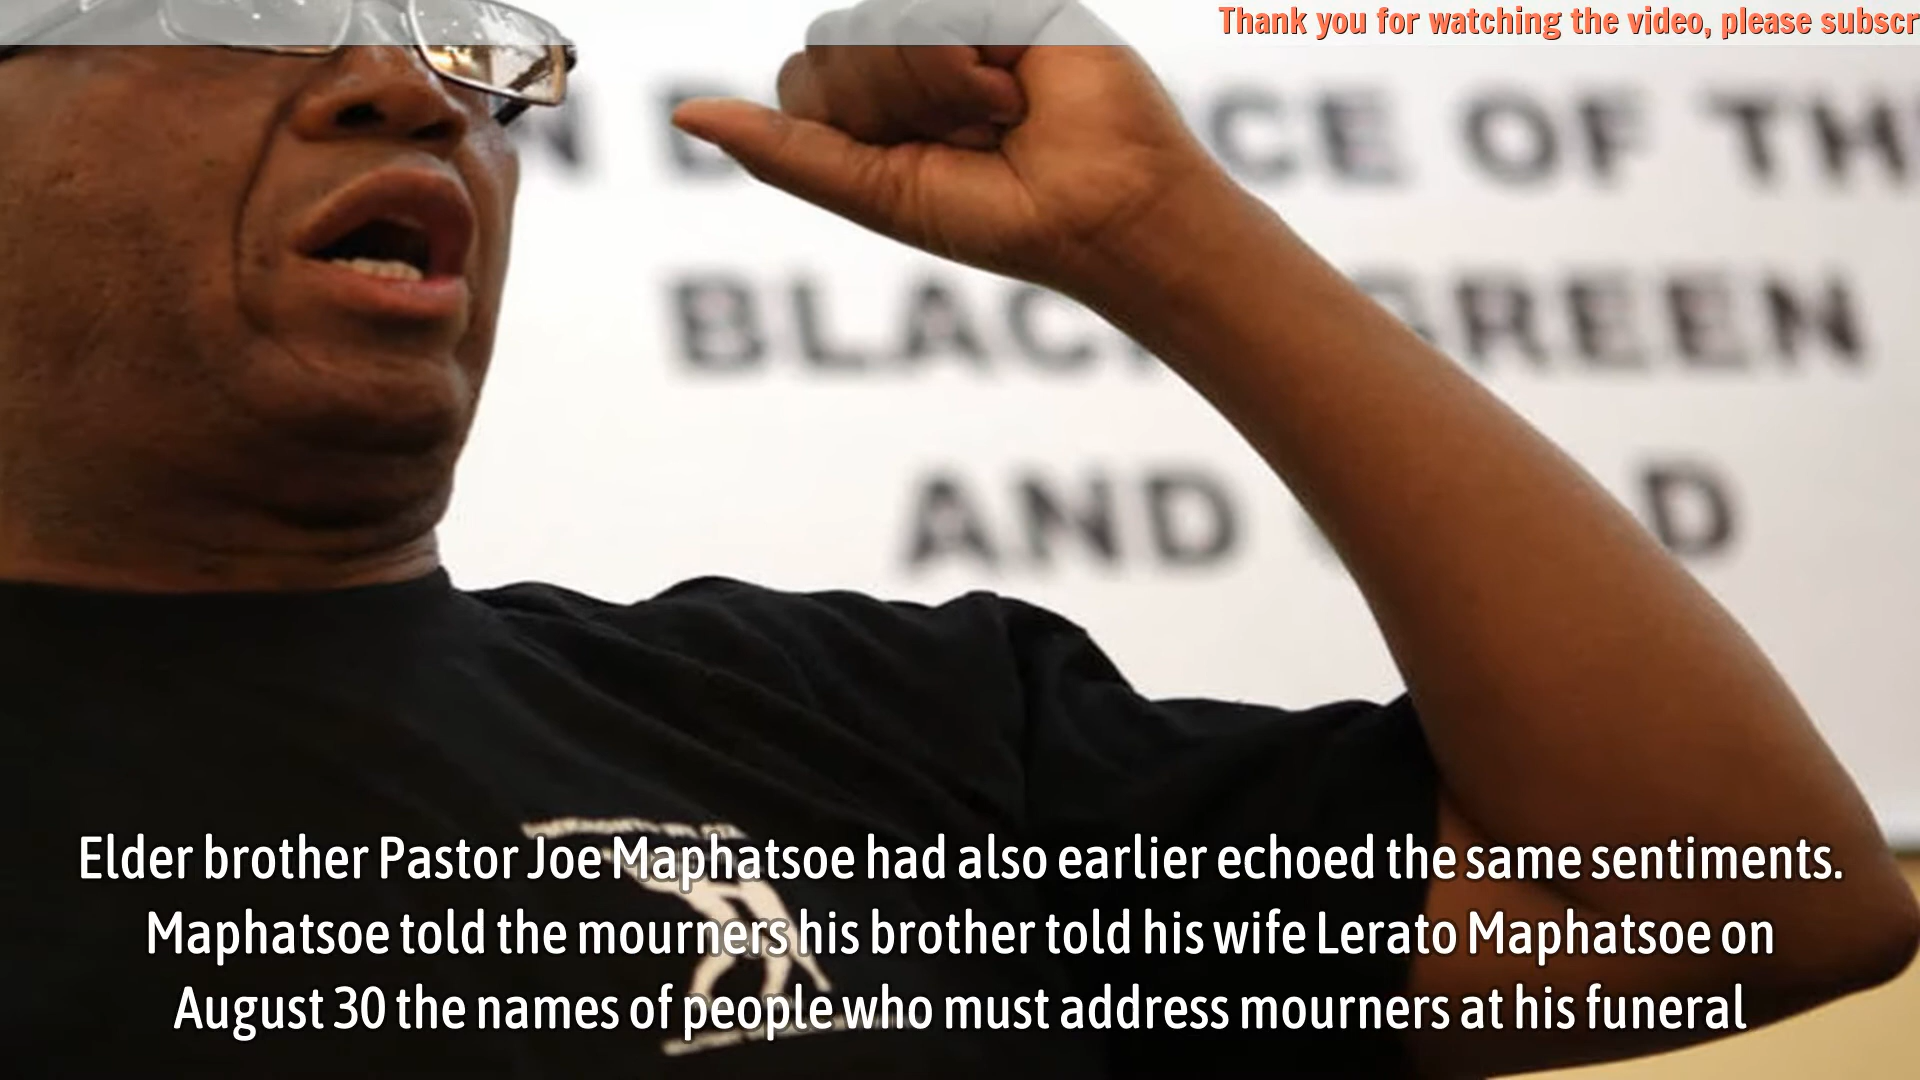 Thank you for watching the video, please subscr
CE OF TH
BLAC GREEN
AND D
Elder brother Pastor Joe Maphatsoe had also earlier echoed the same sentiments.
Maphatsoe told the mourners his brother told his wife Lerato Maphatsoe on
August 30 the names of people who must address mourners at his funeral